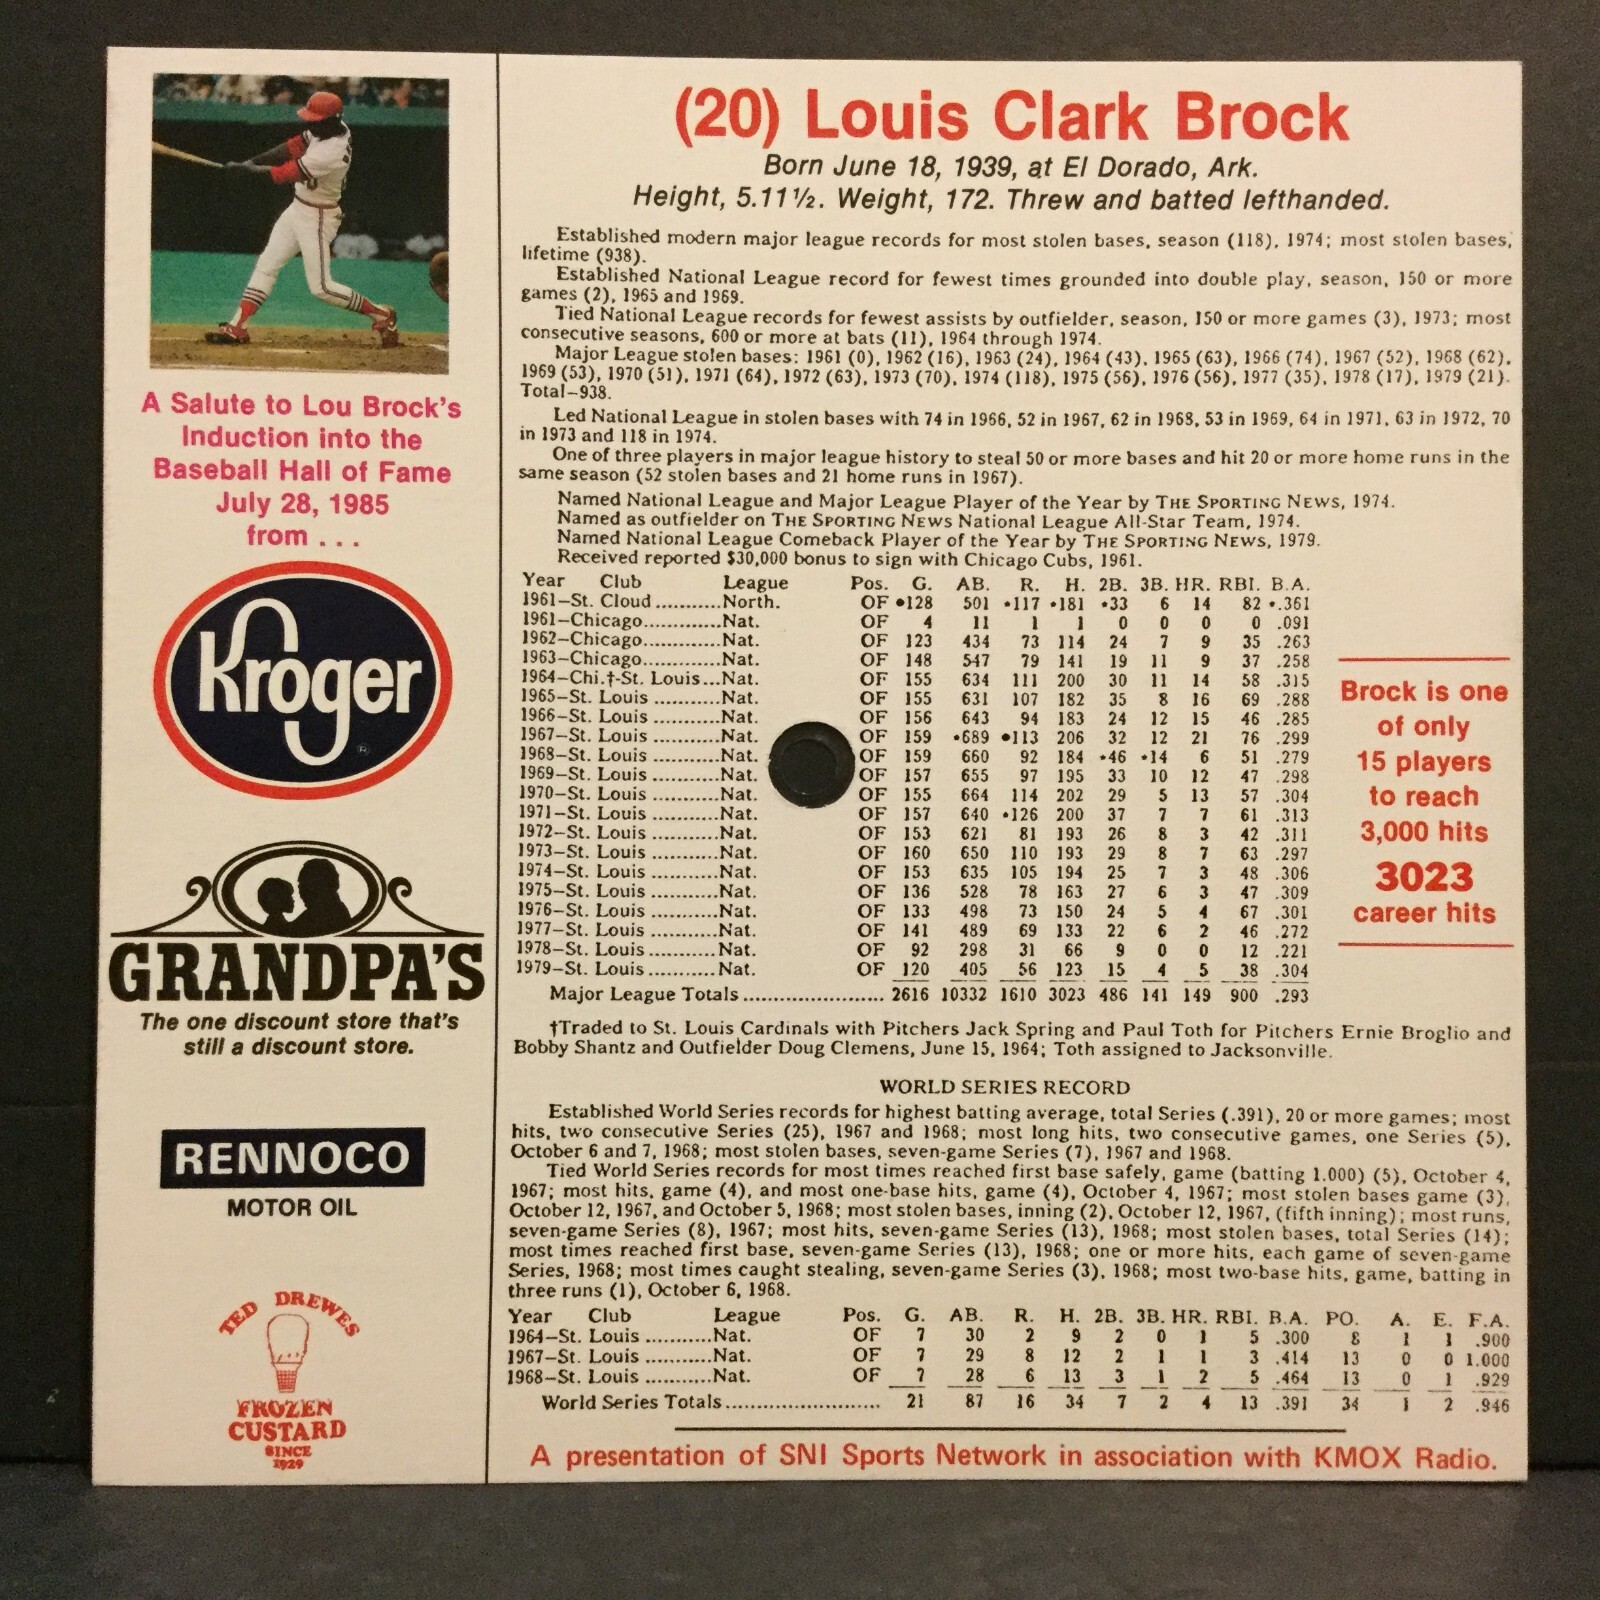 A Salute to Lou Brock's
Induction into the
Baseball Hall of Fame
July 28, 1985
from . . .
Kroger
®
GRANDPA'S
The one discount store that's
still a discount store.
RENNOCO
MOTOR OIL
TED DREWES
FROZEN
CUSTARD
SINCE
1929
(20) Louis Clark Brock
Born June 18, 1939, at El Dorado, Ark.
Height, 5.11½. Weight, 172. Threw and batted lefthanded.
Established modern major league records for most stolen bases, season (118), 1974; most stolen bases,
lifetime (938).
Established National League record for fewest times grounded into double play, season, 150 or more
games (2), 1965 and 1969.
Tied National League records for fewest assists by outfielder, season, 150 or more games (3), 1973; most
consecutive seasons, 600 or more at bats (11), 1964 through 1974.
Major League stolen bases: 1961 (0), 1962 (16), 1963 (24), 1964 (43), 1965 (63), 1966 (74), 1967 (52), 1968 (62),
1969 (53), 1970 (51), 1971 (64), 1972 (63), 1973 (70), 1974 (118), 1975 (56), 1976 (56), 1977 (35), 1978 (17), 1979 (21).
Total–938.
Led National League in stolen bases with 74 in 1966, 52 in 1967, 62 in 1968, 53 in 1969, 64 in 1971, 63 in 1972, 70
in 1973 and 118 in 1974.
One of three players in major league history to steal 50 or more bases and hit 20 or more home runs in the
same season (52 stolen bases and 21 home runs in 1967).
Named National League and Major League Player of the Year by THE SPORTING NEWS, 1974.
Named as outfielder on THE SPORTING NEWS National League All-Star Team, 1974.
Named National League Comeback Player of the Year by THE SPORTING NEWS, 1979.
Received reported $30,000 bonus to sign with Chicago Cubs, 1961.
Year Club League Pos. G. AB. R. H. 2B. 3B. HR. RBI. B.A.
1961–St. Cloud ...........North. OF •128 501 •117 •181 •33 6 14 82 •.361
1961–Chicago.............Nat. OF 4 11 1 1 0 0 0 0 .091
1962–Chicago.............Nat. OF 123 434 73 114 24 7 9 35 .263
1963–Chicago.............Nat. OF 148 547 79 141 19 11 9 37 .258
1964–Chi.†-St. Louis...Nat. OF 155 634 111 200 30 11 14 58 .315
1965–St. Louis ...........Nat. OF 155 631 107 182 35 8 16 69 .288
1966–St. Louis ...........Nat. OF 156 643 94 183 24 12 15 46 .285
1967–St. Louis ...........Nat. OF 159 •689 •113 206 32 12 21 76 .299
1968–St. Louis ...........Nat. OF 159 660 92 184 •46 •14 6 51 .279
1969–St. Louis ...........Nat. OF 157 655 97 195 33 10 12 47 .298
1970–St. Louis ...........Nat. OF 155 664 114 202 29 5 13 57 .304
1971–St. Louis ...........Nat. OF 157 640 •126 200 37 7 7 61 .313
1972–St. Louis ...........Nat. OF 153 621 81 193 26 8 3 42 .311
1973–St. Louis ...........Nat. OF 160 650 110 193 29 8 7 63 .297
1974–St. Louis ...........Nat. OF 153 635 105 194 25 7 3 48 .306
1975–St. Louis ...........Nat. OF 136 528 78 163 27 6 3 47 .309
1976–St. Louis ...........Nat. OF 133 498 73 150 24 5 4 67 .301
1977–St. Louis ...........Nat. OF 141 489 69 133 22 6 2 46 .272
1978–St. Louis ...........Nat. OF 92 298 31 66 9 0 0 12 .221
1979–St. Louis ...........Nat. OF 120 405 56 123 15 4 5 38 .304
Major League Totals ........................ 2616 10332 1610 3023 486 141 149 900 .293
Brock is one
of only
15 players
to reach
3,000 hits
3023
career hits
†Traded to St. Louis Cardinals with Pitchers Jack Spring and Paul Toth for Pitchers Ernie Broglio and
Bobby Shantz and Outfielder Doug Clemens, June 15, 1964; Toth assigned to Jacksonville.
WORLD SERIES RECORD
Established World Series records for highest batting average, total Series (.391), 20 or more games; most
hits, two consecutive Series (25), 1967 and 1968; most long hits, two consecutive games, one Series (5),
October 6 and 7, 1968; most stolen bases, seven-game Series (7), 1967 and 1968.
Tied World Series records for most times reached first base safely, game (batting 1.000) (5), October 4,
1967; most hits, game (4), and most one-base hits, game (4), October 4, 1967; most stolen bases game (3),
October 12, 1967, and October 5, 1968; most stolen bases, inning (2), October 12, 1967, (fifth inning); most runs,
seven-game Series (8), 1967; most hits, seven-game Series (13), 1968; most stolen bases, total Series (14);
most times reached first base, seven-game Series (13), 1968; one or more hits, each game of seven-game
Series, 1968; most times caught stealing, seven-game Series (3), 1968; most two-base hits, game, batting in
three runs (1), October 6, 1968.
Year Club League Pos. G. AB. R. H. 2B. 3B. HR. RBI. B.A. PO. A. E. F.A.
1964–St. Louis ...........Nat. OF 7 30 2 9 2 0 1 5 .300 8 1 1 .900
1967–St. Louis ...........Nat. OF 7 29 8 12 2 1 1 3 .414 13 0 0 1.000
1968–St. Louis ...........Nat. OF 7 28 6 13 3 1 2 5 .464 13 0 1 .929
World Series Totals.......................... 21 87 16 34 7 2 4 13 .391 34 1 2 .946
A presentation of SNI Sports Network in association with KMOX Radio.